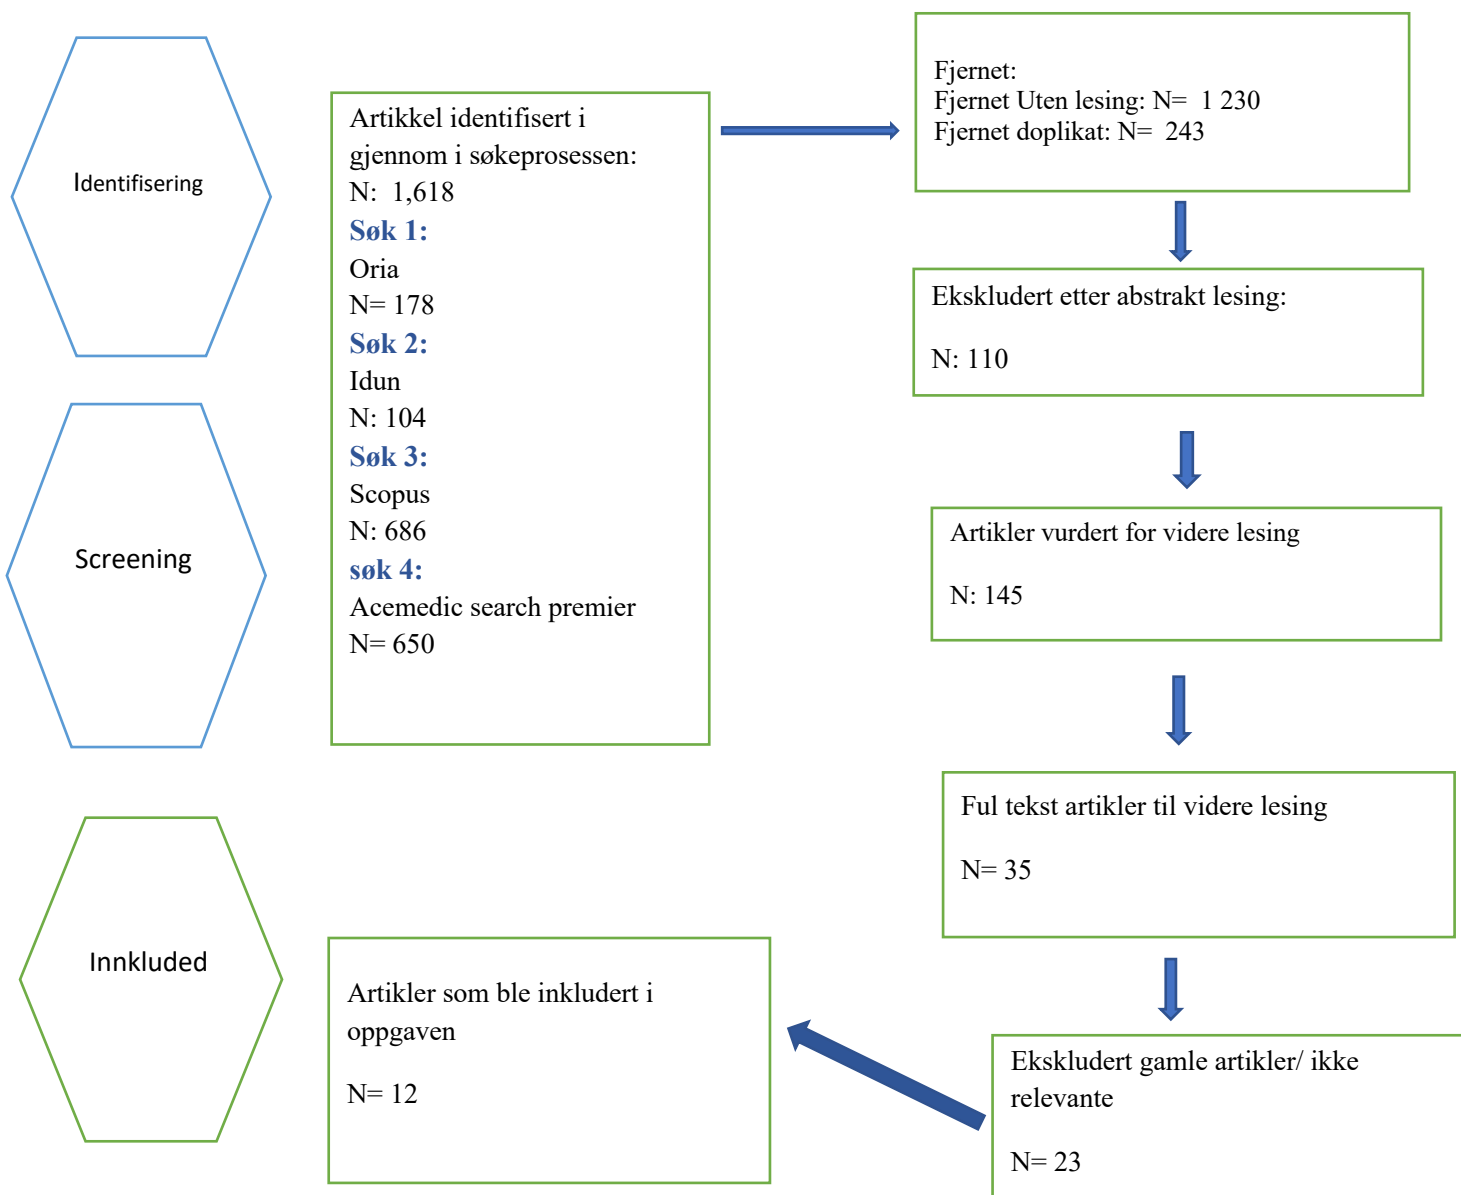 Identifisering
Screening
Innkluded
Artikkel identifisert i
gjennom i søkeprosessen:
N:  1,618
Søk 1:
Oria
N= 178
Søk 2:
Idun
N: 104
Søk 3:
Scopus
N: 686
søk 4:
Acemedic search premier
N= 650
Fjernet:
Fjernet Uten lesing: N=  1 230
Fjernet doplikat: N=  243
Ekskludert etter abstrakt lesing:
N: 110
Artikler vurdert for videre lesing
N: 145
Ful tekst artikler til videre lesing
N= 35
Ekskludert gamle artikler/ ikke
relevante
N= 23
Artikler som ble inkludert i
oppgaven
N= 12